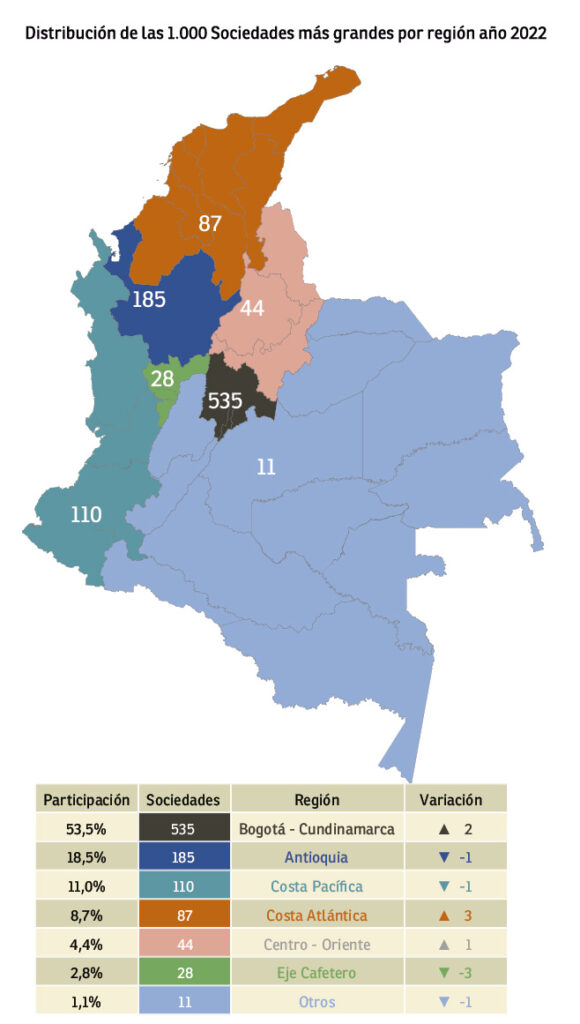 Distribución de las 1.000 Sociedades más grandes por región año 2022
87
185
44
28
535
11
110
Participación Sociedades Región Variación
53,5% 535 Bogotá - Cundinamarca ▲ 2
18,5% 185 Antioquia ▼ -1
11,0% 110 Costa Pacífica ▼ -1
8,7% 87 Costa Atlántica ▲ 3
4,4% 44 Centro - Oriente ▲ 1
2,8% 28 Eje Cafetero ▼ -3
1,1% 11 Otros ▼ -1